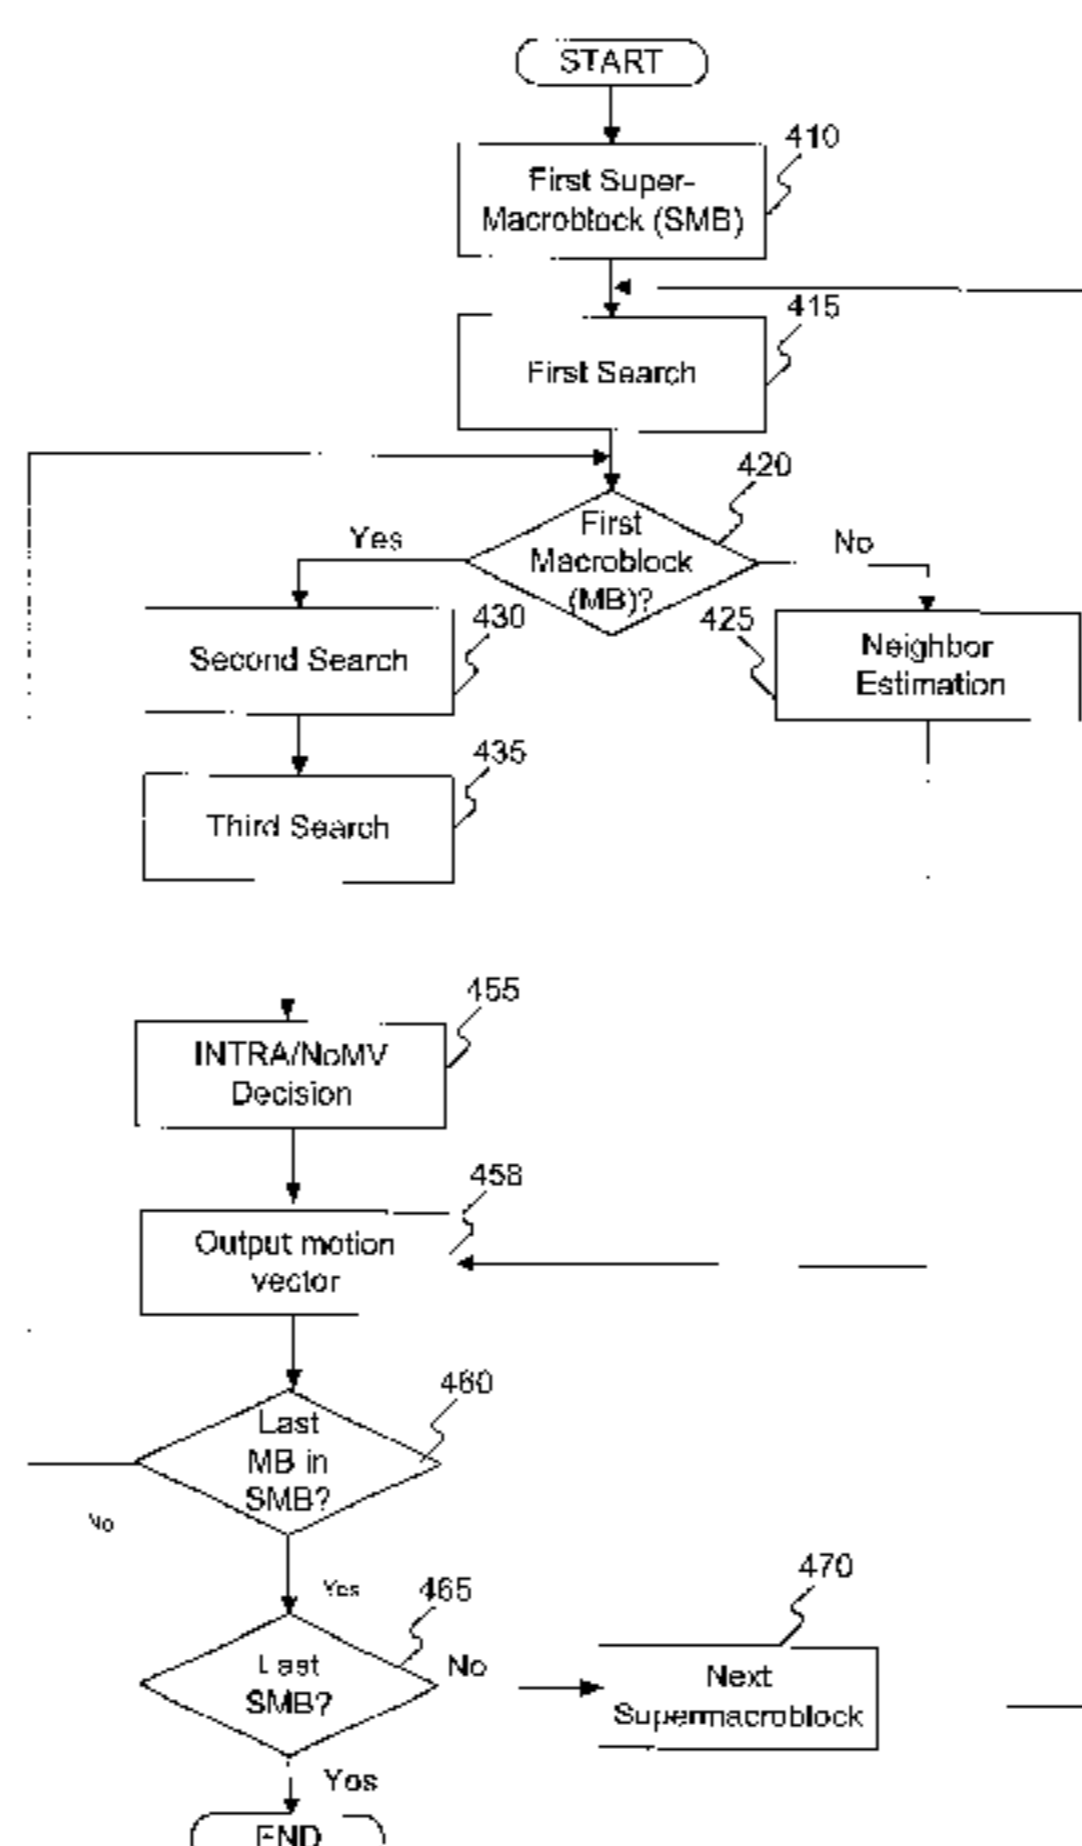 START
410
First Super-
Macroblock (SMB)
415
First Search
420
First
Macroblock
(MB)?
Yes
No
430
Second Search
425
Neighbor
Estimation
435
Third Search
455
INTRA/NoMV
Decision
458
Output motion
vector
460
Last
MB in
SMB?
No
Yes
465
Last
SMB?
No
470
Next
Supermacroblock
Yes
END